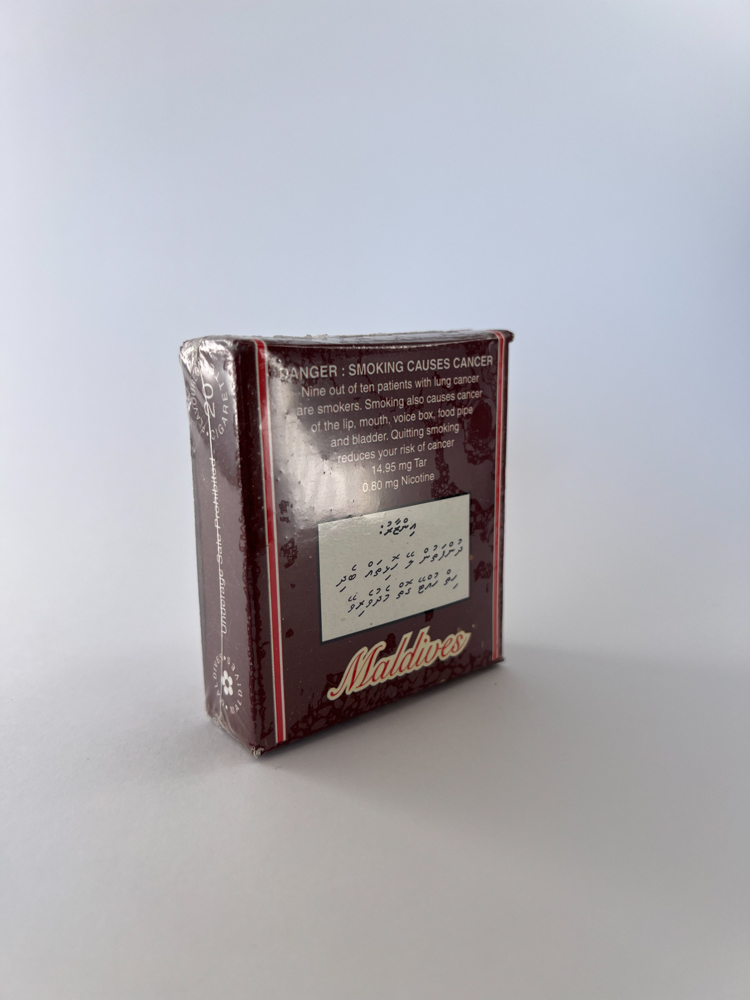 DANGER : SMOKING CAUSES CANCER
Nine out of ten patients with lung cancer
are smokers. Smoking also causes cancer
of the lip, mouth, voice box, food pipe
and bladder. Quitting smoking
reduces your risk of cancer
14.95 mg Tar
0.80 mg Nicotine
އިންޒާރު:
ދުންފަތުން ލޭ ހޮޅިތައް ބެދި
ހިތް ހުއްޓޭ ގޮތް މެދުވެރިވޭ
Maldives
20
Underage Sale Prohibited